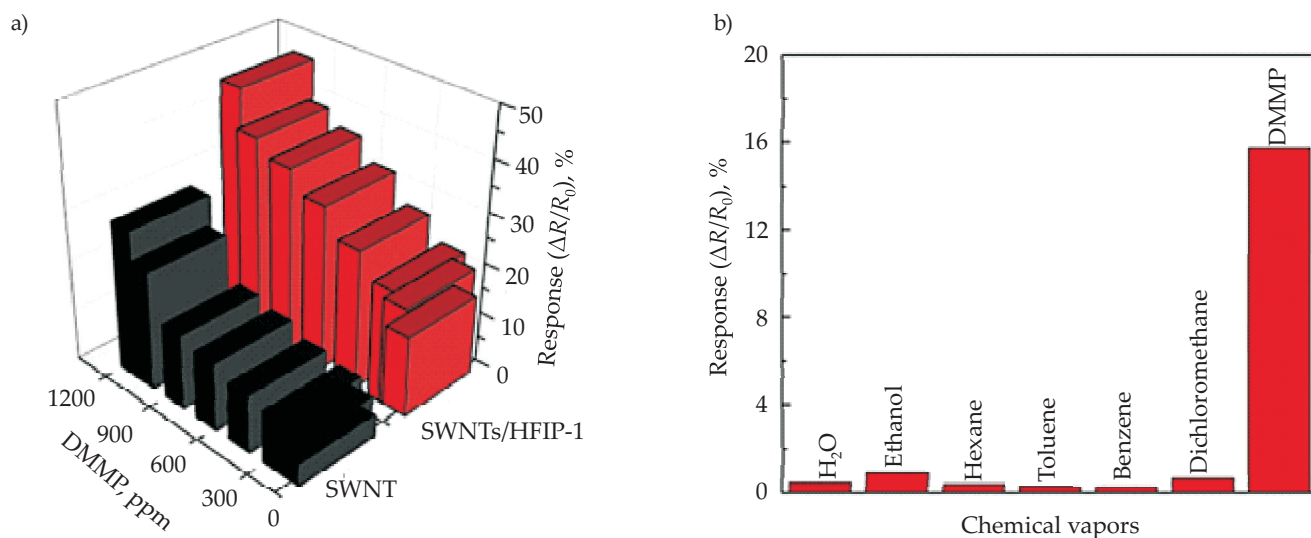 a)
50
40
30
20
10
0
Response (ΔR/R₀), %
1200
900
600
300
0
DMMP, ppm
SWNTs/HFIP-1
SWNT
b)
20
16
12
8
4
0
Response (ΔR/R₀), %
H₂O
Ethanol
Hexane
Toluene
Benzene
Dichloromethane
DMMP
Chemical vapors